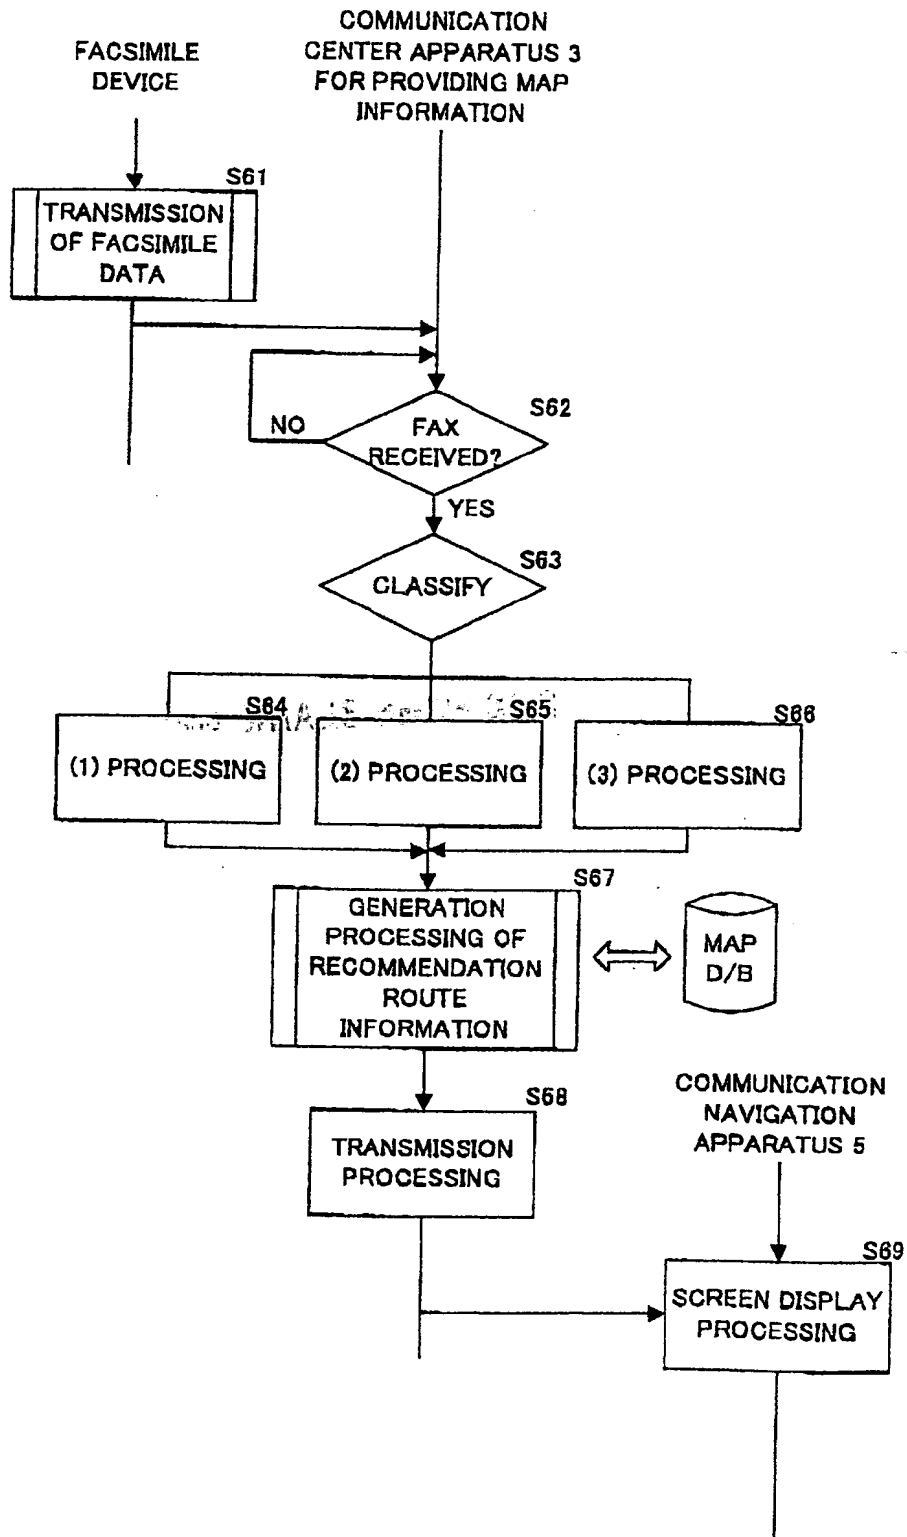 COMMUNICATION
CENTER APPARATUS 3
FOR PROVIDING MAP
INFORMATION
FACSIMILE
DEVICE
S61
TRANSMISSION
OF FACSIMILE
DATA
S62
FAX
RECEIVED?
NO
YES
S63
CLASSIFY
S64
(1) PROCESSING
S65
(2) PROCESSING
S66
(3) PROCESSING
S67
GENERATION
PROCESSING OF
RECOMMENDATION
ROUTE
INFORMATION
MAP
D/B
S68
TRANSMISSION
PROCESSING
COMMUNICATION
NAVIGATION
APPARATUS 5
S69
SCREEN DISPLAY
PROCESSING